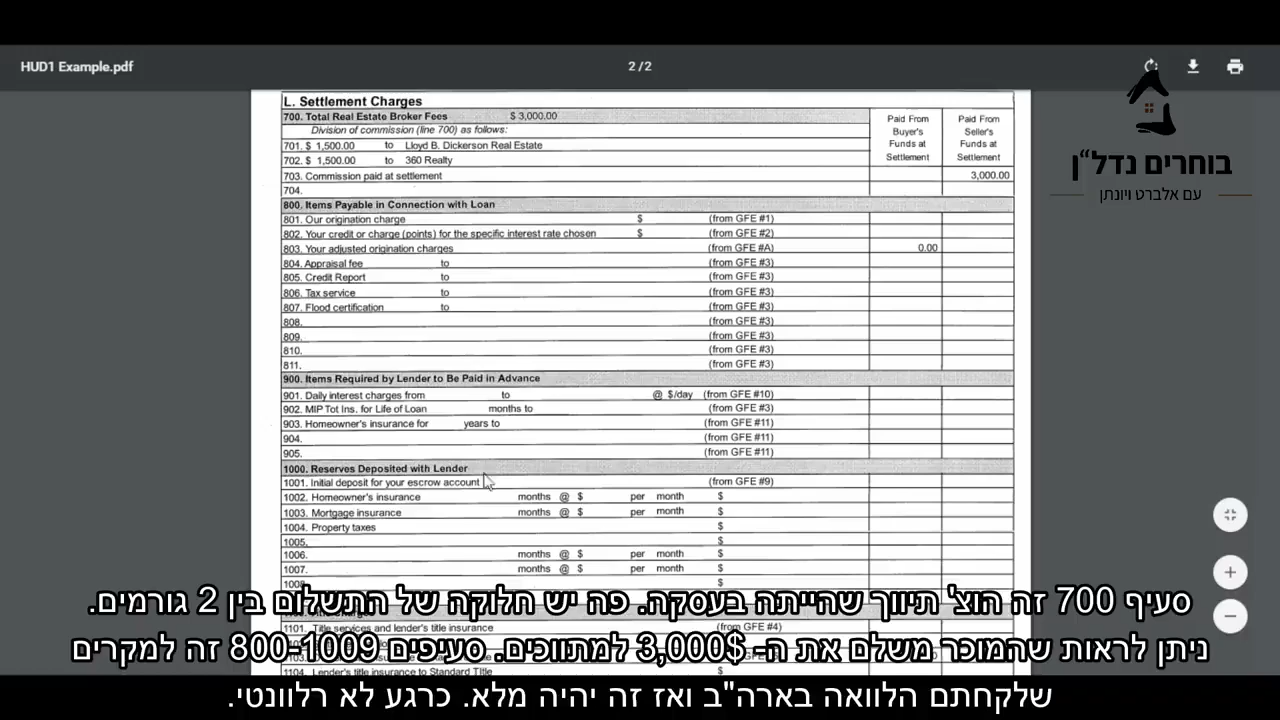 HUD1 Example.pdf
2 / 2
בוחרים נדל"ן
עם אלברט ויונתן
L. Settlement Charges
700. Total Real Estate Broker Fees $ 3,000.00
Paid From Buyer's Funds at Settlement
Paid From Seller's Funds at Settlement
Division of commission (line 700) as follows:
701. $ 1,500.00 to Lloyd B. Dickerson Real Estate
702. $ 1,500.00 to 360 Realty
703. Commission paid at settlement 3,000.00
704.
800. Items Payable in Connection with Loan
801. Our origination charge $ (from GFE #1)
802. Your credit or charge (points) for the specific interest rate chosen $ (from GFE #2)
803. Your adjusted origination charges (from GFE #A) 0.00
804. Appraisal fee to (from GFE #3)
805. Credit Report to (from GFE #3)
806. Tax service to (from GFE #3)
807. Flood certification to (from GFE #3)
808. (from GFE #3)
809. (from GFE #3)
810. (from GFE #3)
811. (from GFE #3)
900. Items Required by Lender to Be Paid in Advance
901. Daily interest charges from to @ $/day (from GFE #10)
902. MIP Tot Ins. for Life of Loan months to (from GFE #3)
903. Homeowner's insurance for years to (from GFE #11)
904. (from GFE #11)
905. (from GFE #11)
1000. Reserves Deposited with Lender
1001. Initial deposit for your escrow account (from GFE #9)
1002. Homeowner's insurance months @ $ per month $
1003. Mortgage insurance months @ $ per month $
1004. Property taxes $
1005. $
1006. months @ $ per month $
1007. months @ $ per month $
1008. $
סעיף 700 זה הוצ' תיווך שהייתה בעסקה. פה יש חלוקה של התשלום בין 2 גורמים.
1101. Title services and lender's title insurance (from GFE #4)
ניתן לראות שהמוכר משלם את ה- 3,000$ למתווכים. סעיפים 800-1009 זה למקרים
1104. Lender's title insurance to Standard Title
שלקחתם הלוואה בארה"ב ואז זה יהיה מלא. כרגע לא רלוונטי.